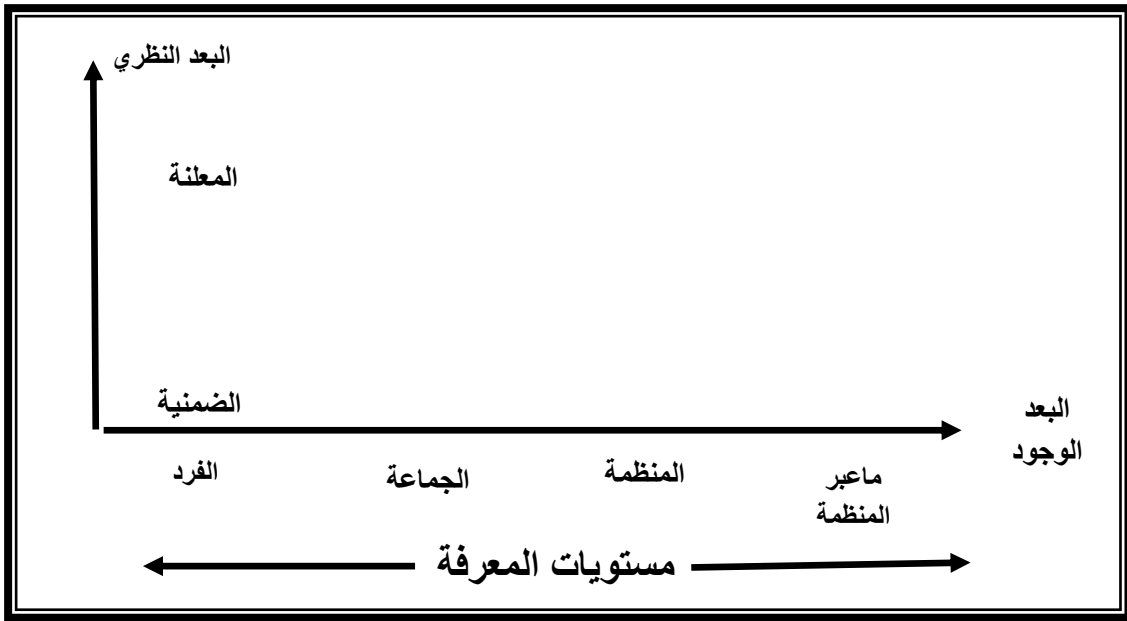 البعد النظري
المعلنة
الضمنية
البعد
الوجود
الفرد
الجماعة
المنظمة
ماعبر
المنظمة
مستويات المعرفة